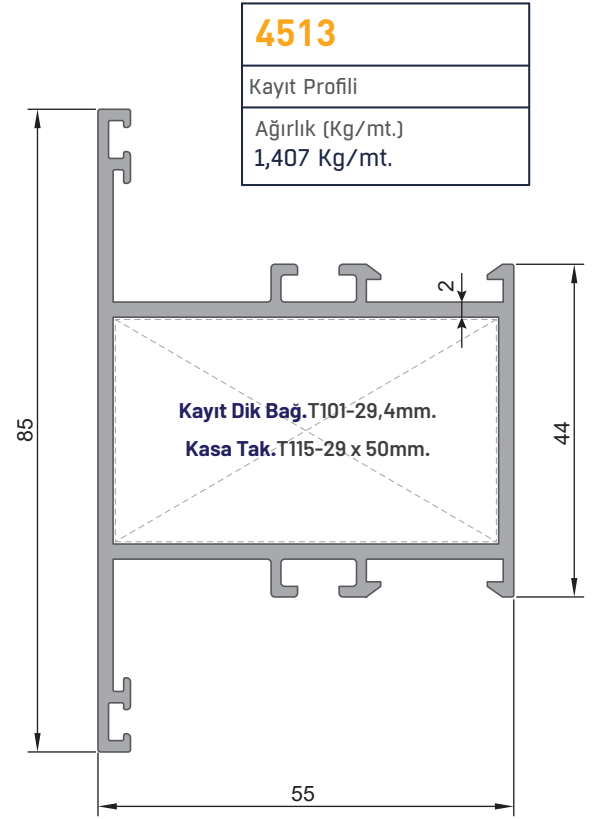 4513
Kayıt Profili
Ağırlık (Kg/mt.)
1,407 Kg/mt.
2
Kayıt Dik Bağ.T101-29,4mm.
Kasa Tak.T115-29 x 50mm.
85
44
55